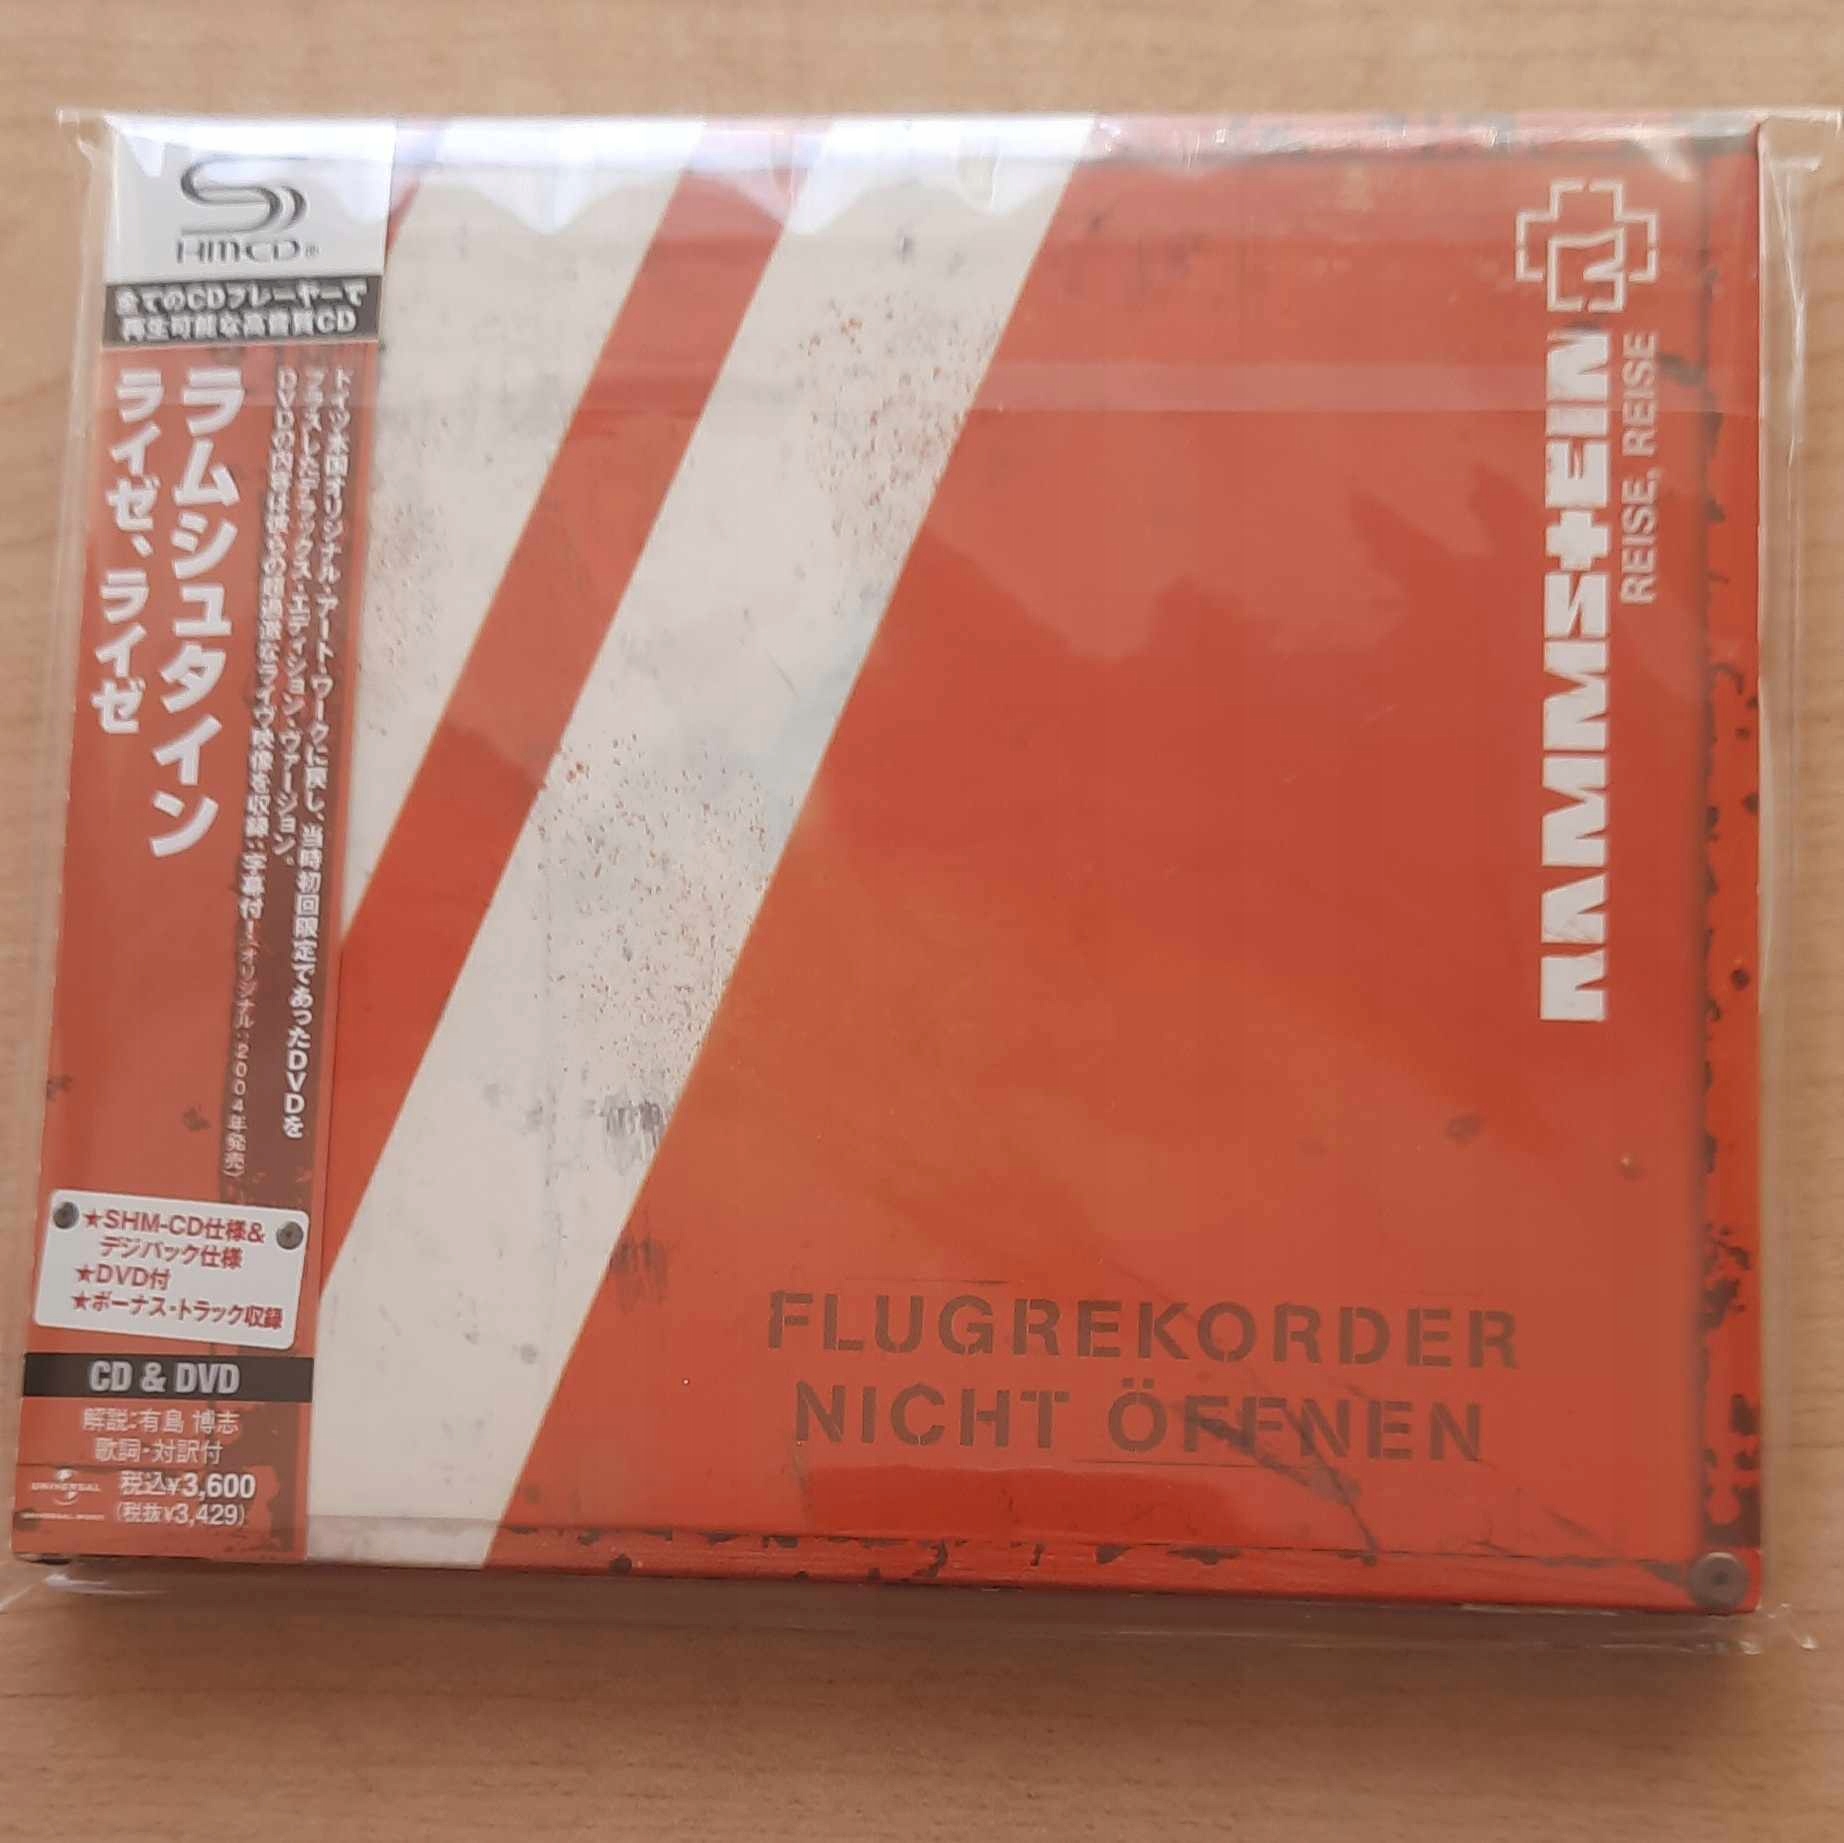 SHM-CD
全てのCDプレーヤーで
再生可能な高音質CD
ラムシュタイン
ライゼ、ライゼ
ドイツ本国オリジナル・アート・ワークに戻し、当時初回限定であったDVDを
プラスしたデラックス・エディション・ヴァージョン。
DVDの内容は彼らの超過激なライヴ映像を収録:字幕付!(オリジナル:2004年発売)
★SHM-CD仕様&
デジパック仕様
★DVD付
★ボーナス・トラック収録
CD & DVD
解説:有島 博志
歌詞・対訳付
UNIVERSAL
税込¥3,600
UNIVERSAL MUSIC
(税抜¥3,429)
RAMMSTEIN
REISE, REISE
FLUGREKORDER
NICHT ÖFFNEN